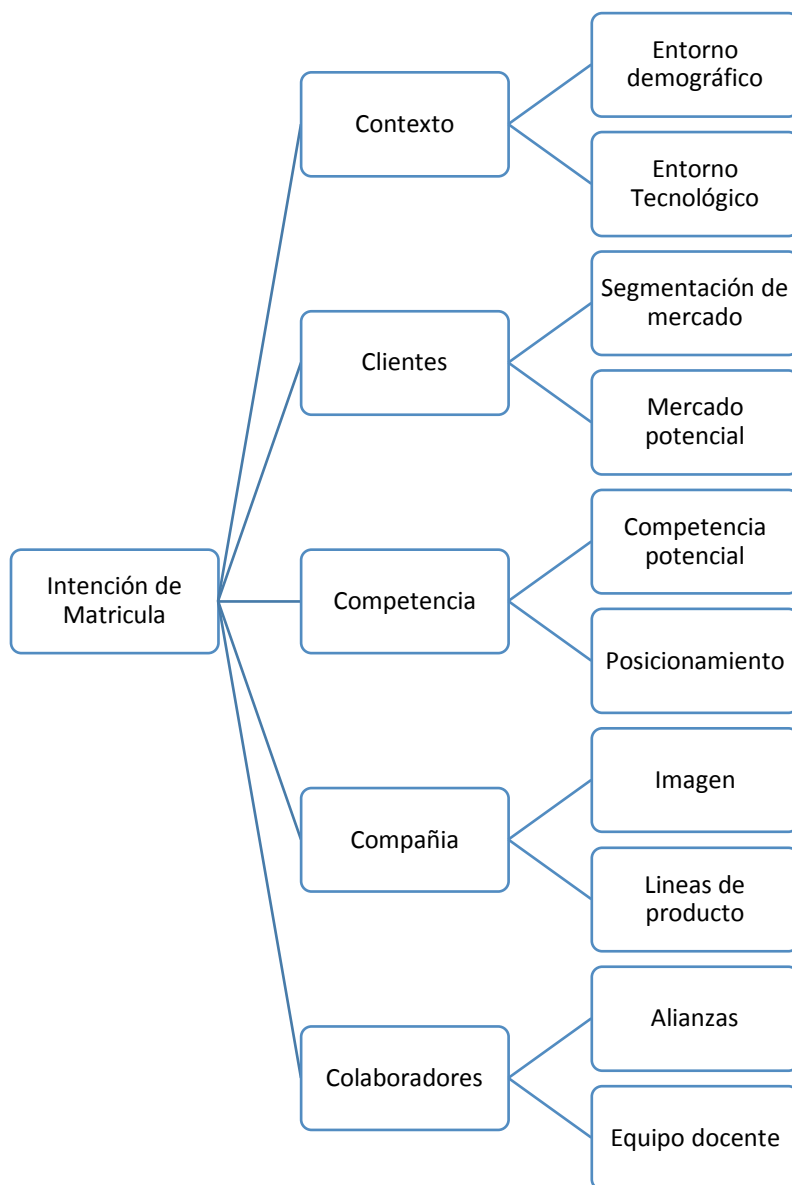 Intención de
Matricula
Contexto
Entorno
demográfico
Entorno
Tecnológico
Clientes
Segmentación de
mercado
Mercado
potencial
Competencia
Competencia
potencial
Posicionamiento
Compañia
Imagen
Lineas de
producto
Colaboradores
Alianzas
Equipo docente